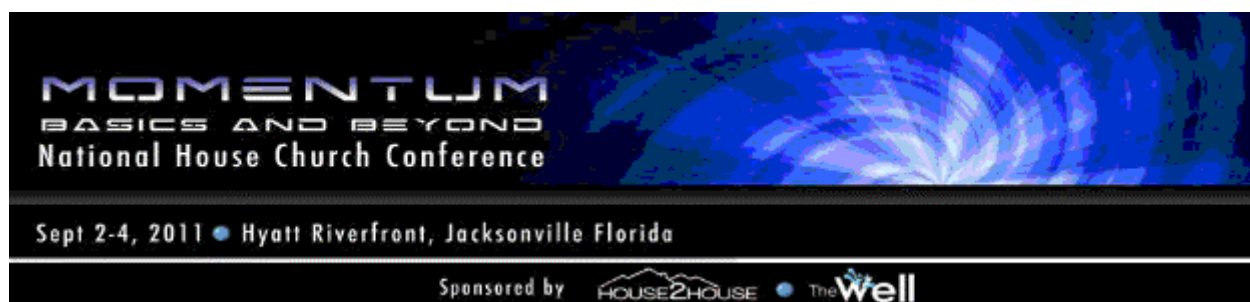 MOMENTUM
BASICS AND BEYOND
National House Church Conference
Sept 2-4, 2011 • Hyatt Riverfront, Jacksonville Florida
Sponsored by HOUSE2HOUSE • The Well